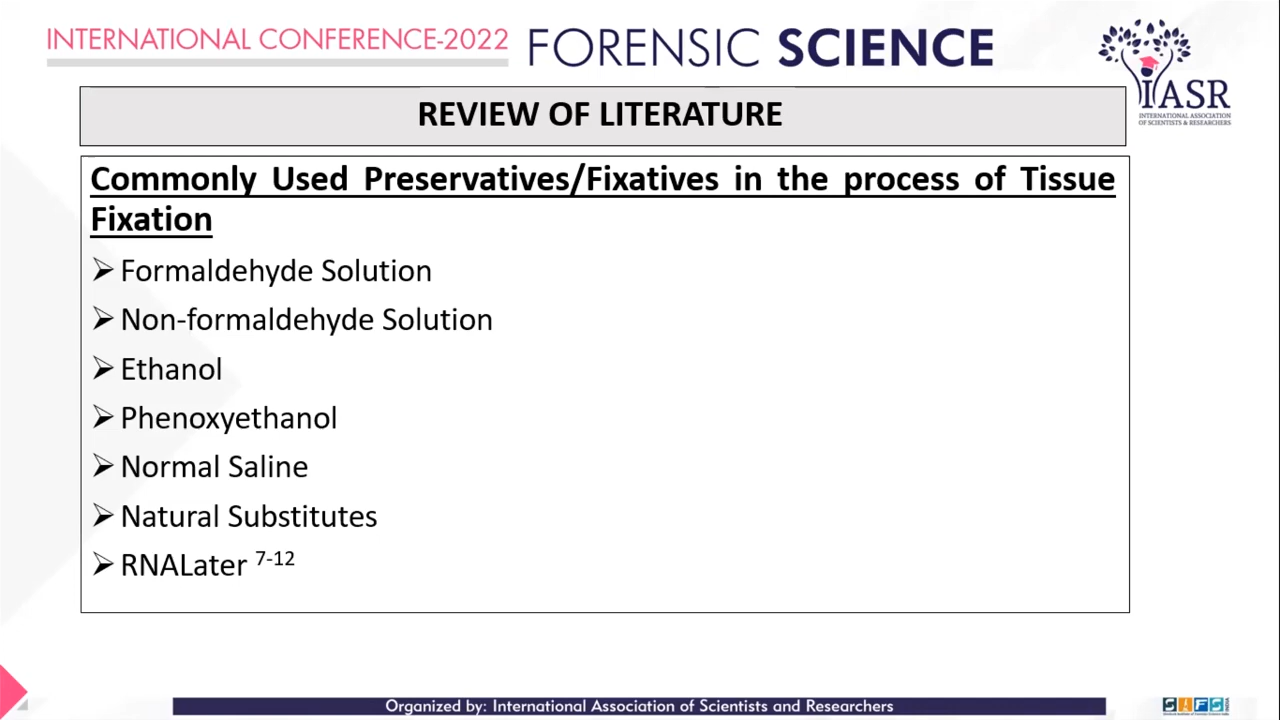 INTERNATIONAL CONFERENCE-2022 FORENSIC SCIENCE
IASR
INTERNATIONAL ASSOCIATION
OF SCIENTISTS & RESEARCHERS
REVIEW OF LITERATURE
Commonly Used Preservatives/Fixatives in the process of Tissue
Fixation
➢ Formaldehyde Solution
➢ Non-formaldehyde Solution
➢ Ethanol
➢ Phenoxyethanol
➢ Normal Saline
➢ Natural Substitutes
➢ RNALater 7-12
Organized by: International Association of Scientists and Researchers
SIFS